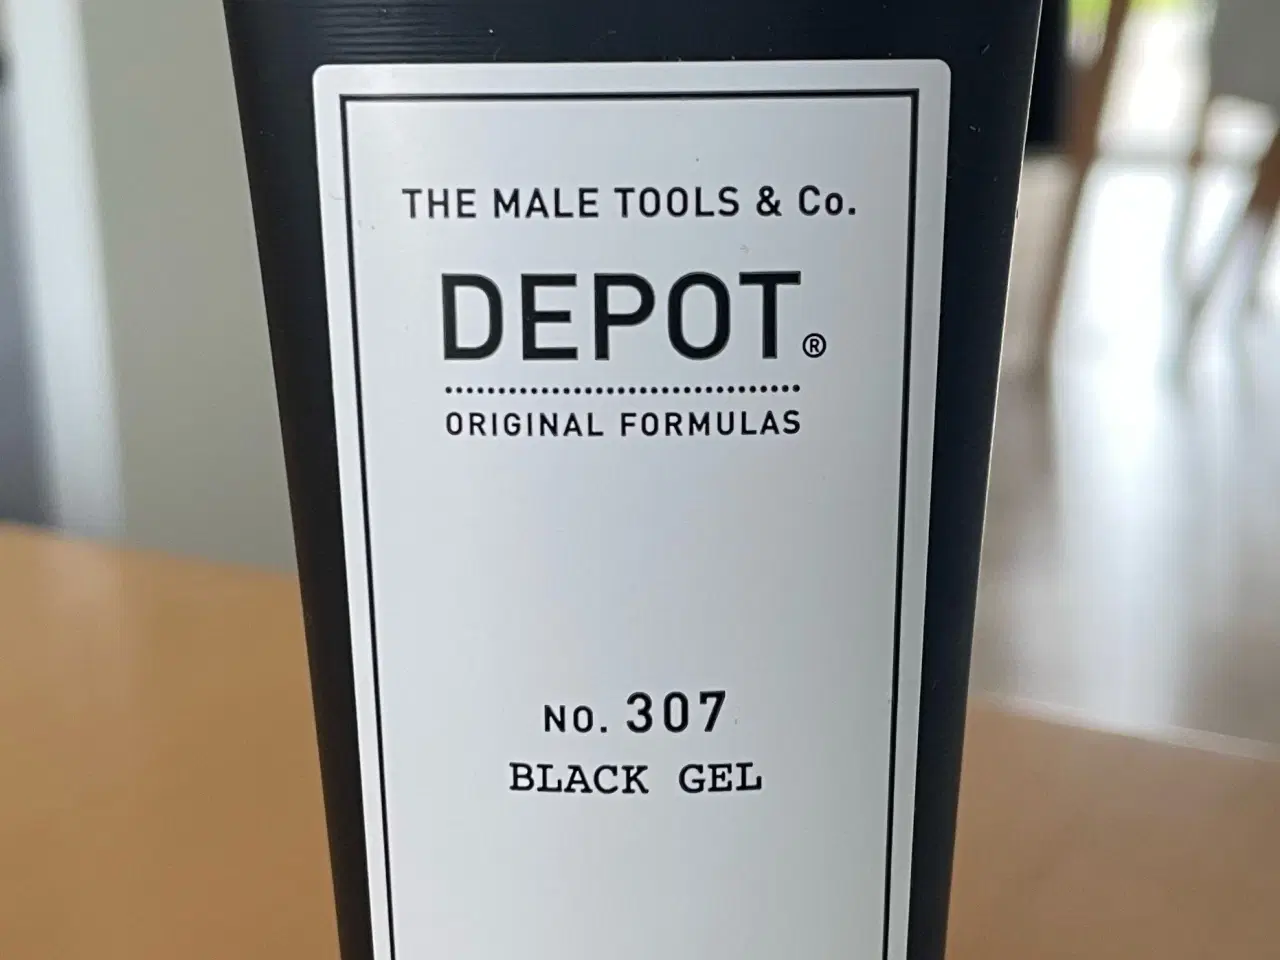 THE MALE TOOLS & Co.
DEPOT®
ORIGINAL FORMULAS
NO. 307
BLACK GEL